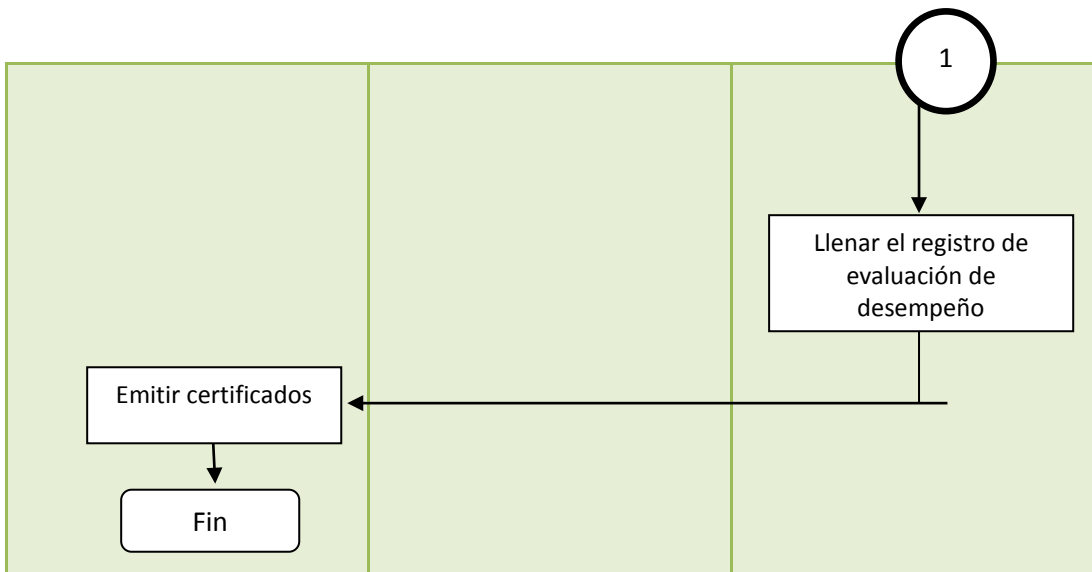 1
Llenar el registro de
evaluación de
desempeño
Emitir certificados
Fin